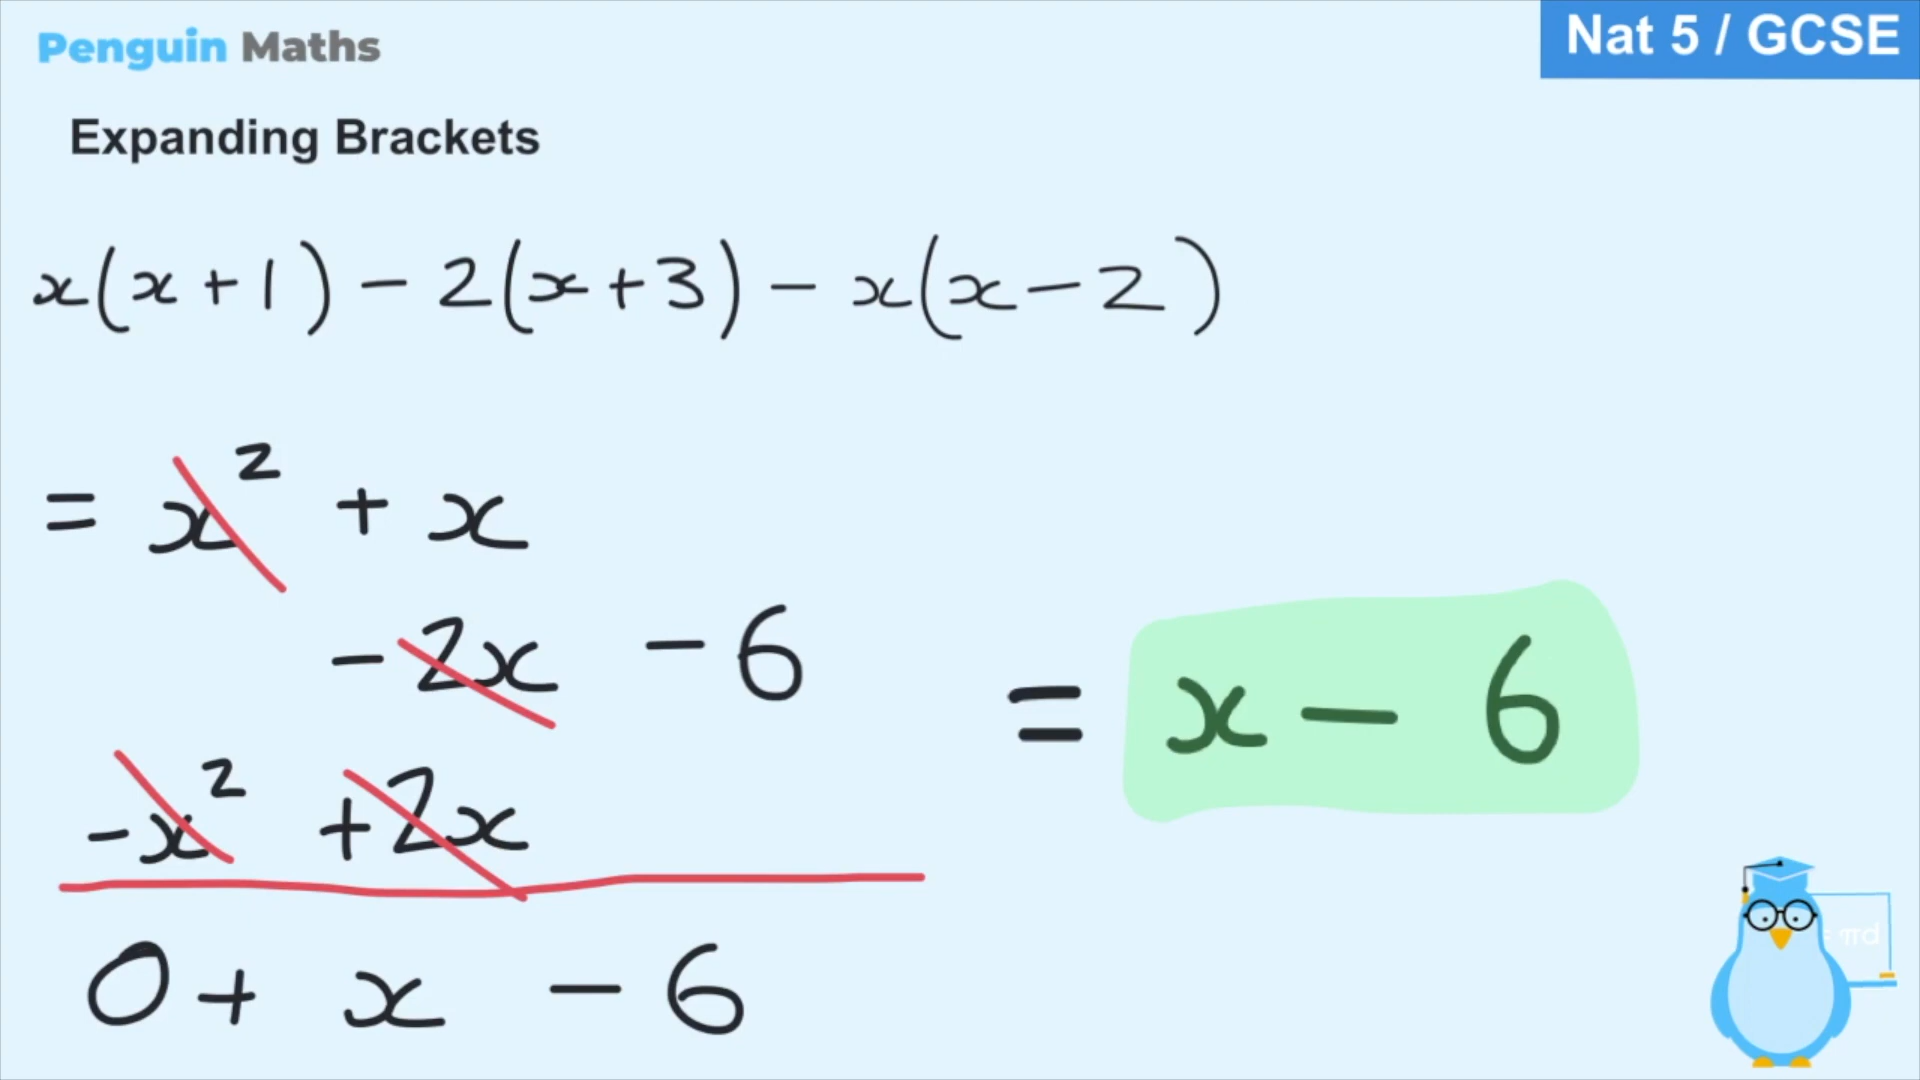 Penguin Maths
Nat 5 / GCSE
Expanding Brackets
x(x+1) - 2(x+3) - x(x-2)
= x² + x
-2x - 6
-x² +2x
0 + x - 6
= x - 6
= πd